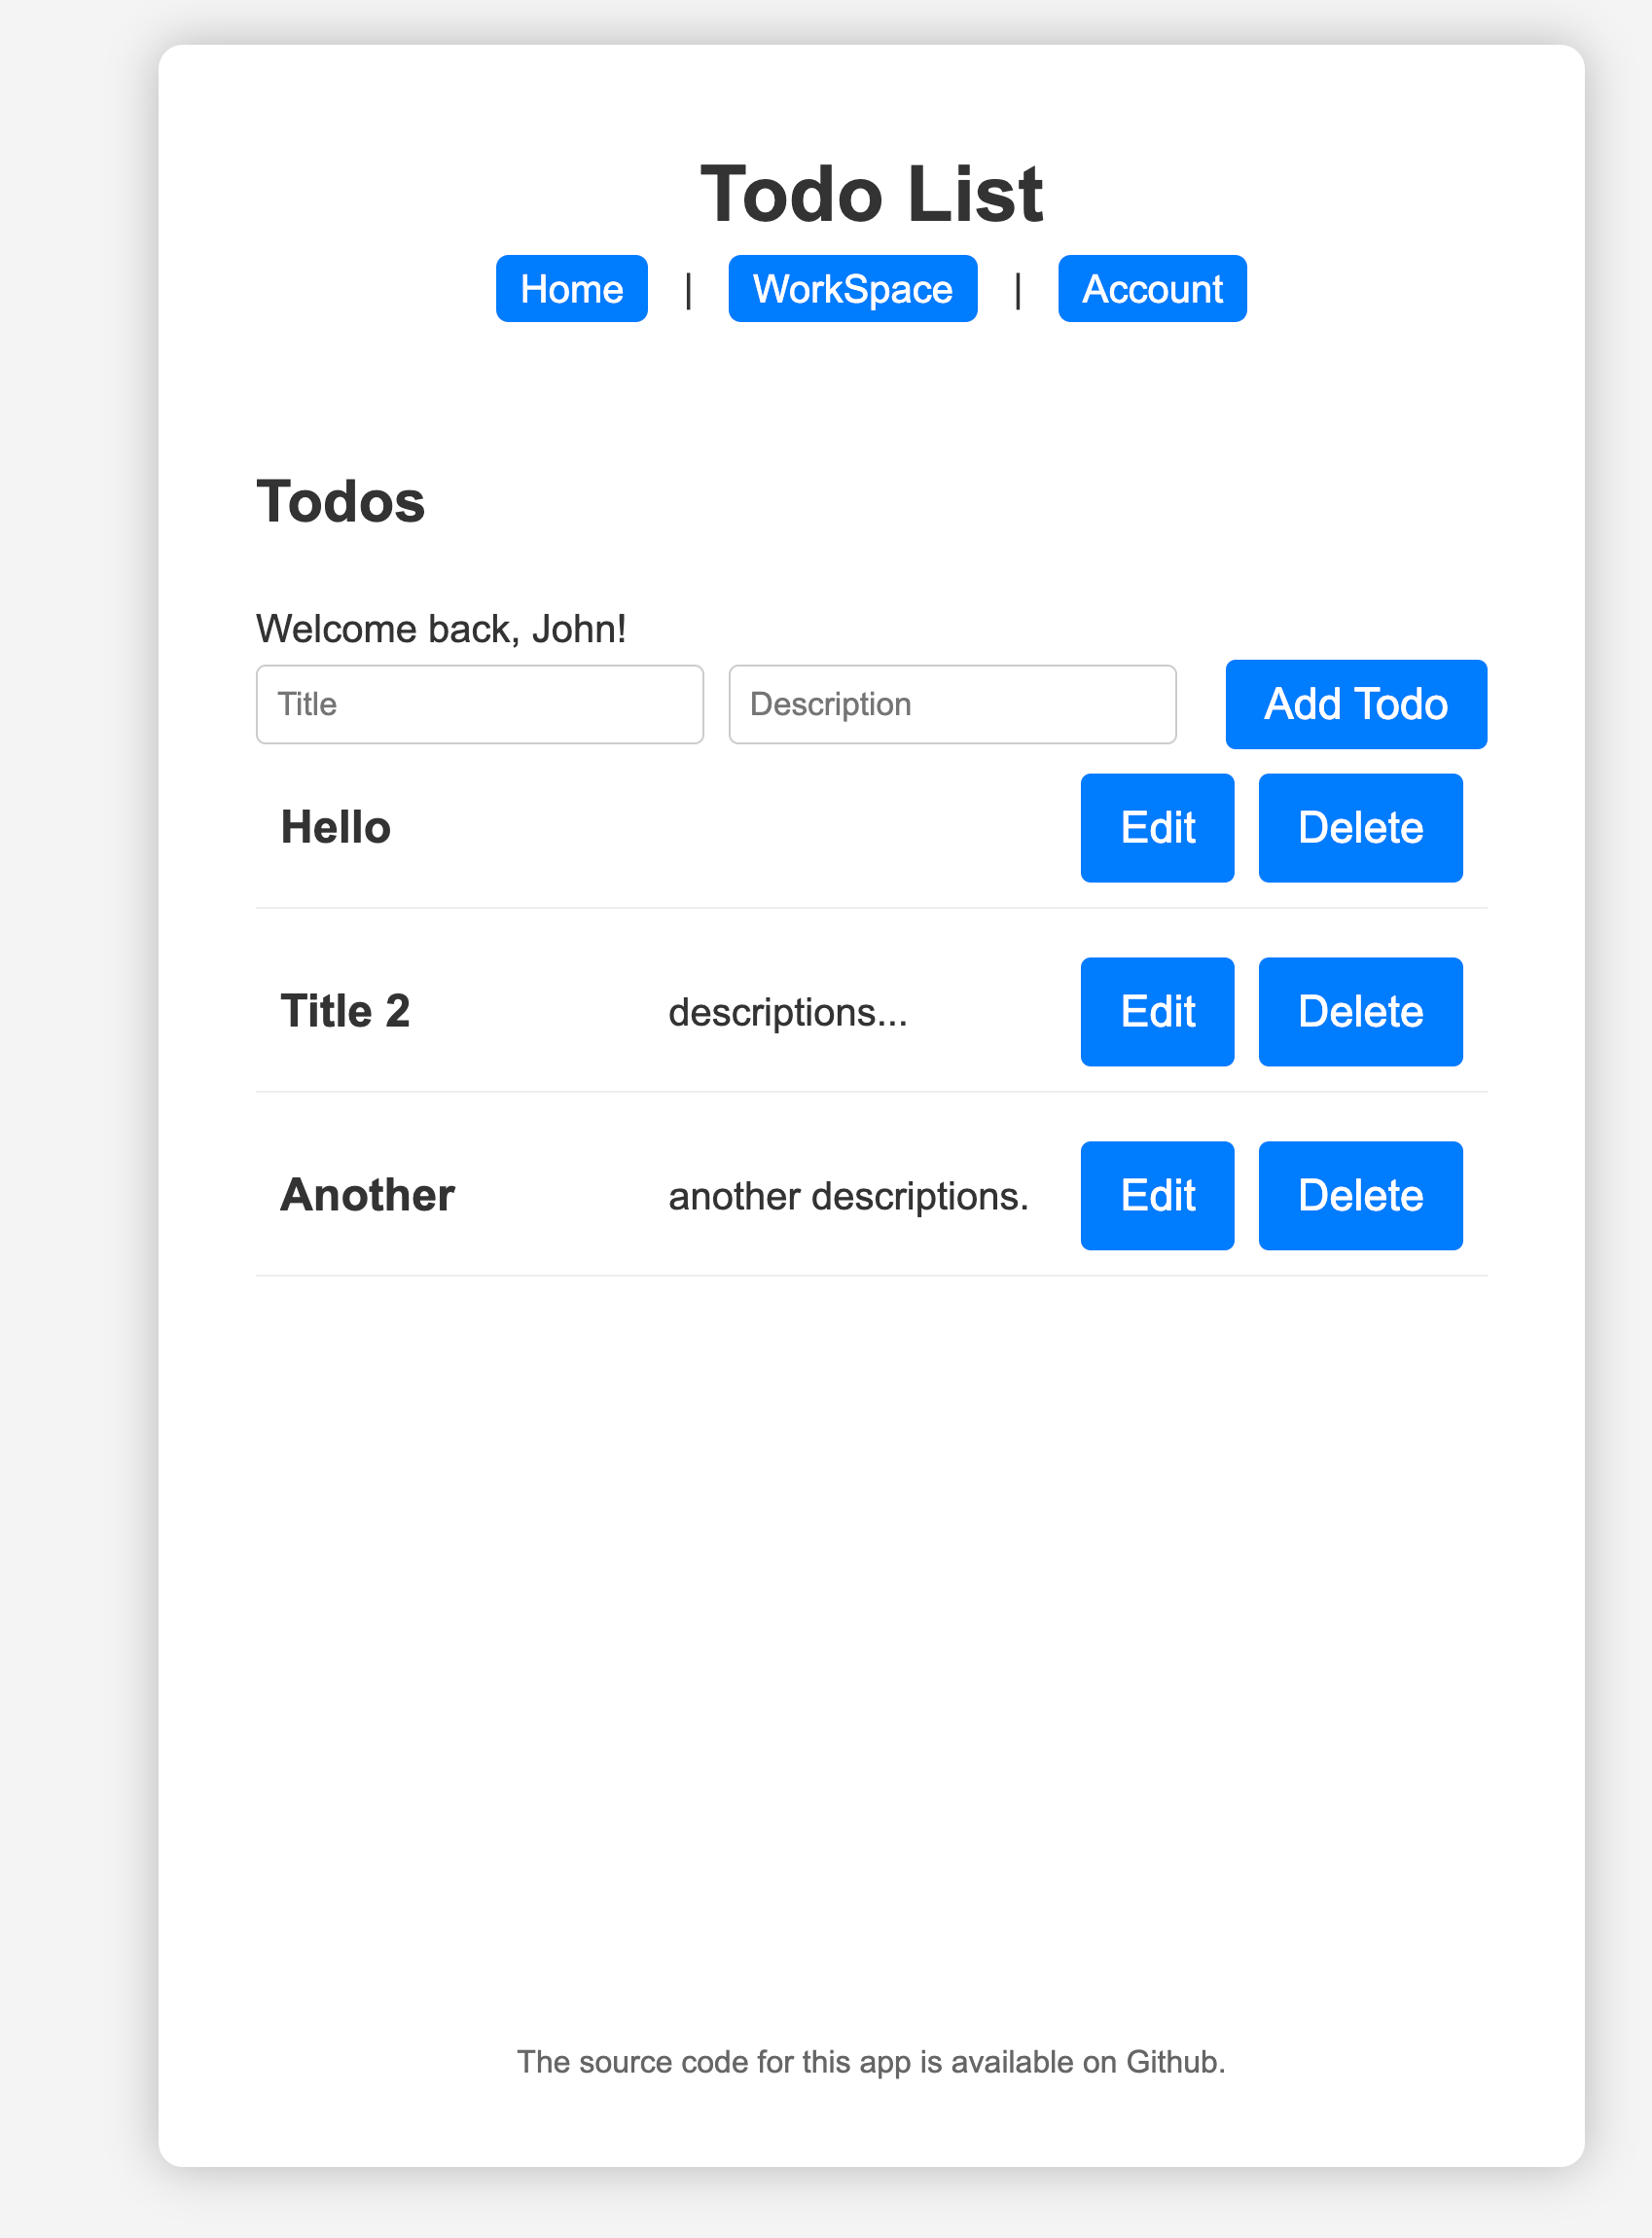 Todo List
Home | WorkSpace | Account
Todos
Welcome back, John!
Title Description Add Todo
Hello Edit Delete
Title 2 descriptions... Edit Delete
Another another descriptions. Edit Delete
The source code for this app is available on Github.